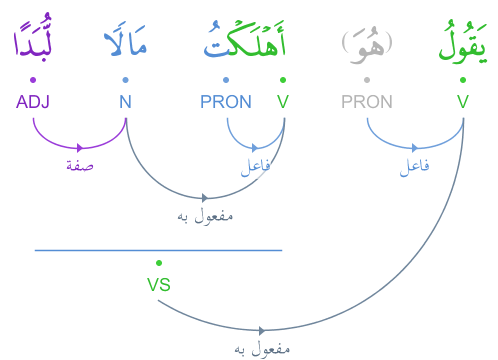 يَقُولُ (هُوَ) أَهْلَكْتُ مَالًا لُّبَدًا
V PRON V PRON N ADJ
فاعل فاعل صفة
مفعول به
VS
مفعول به